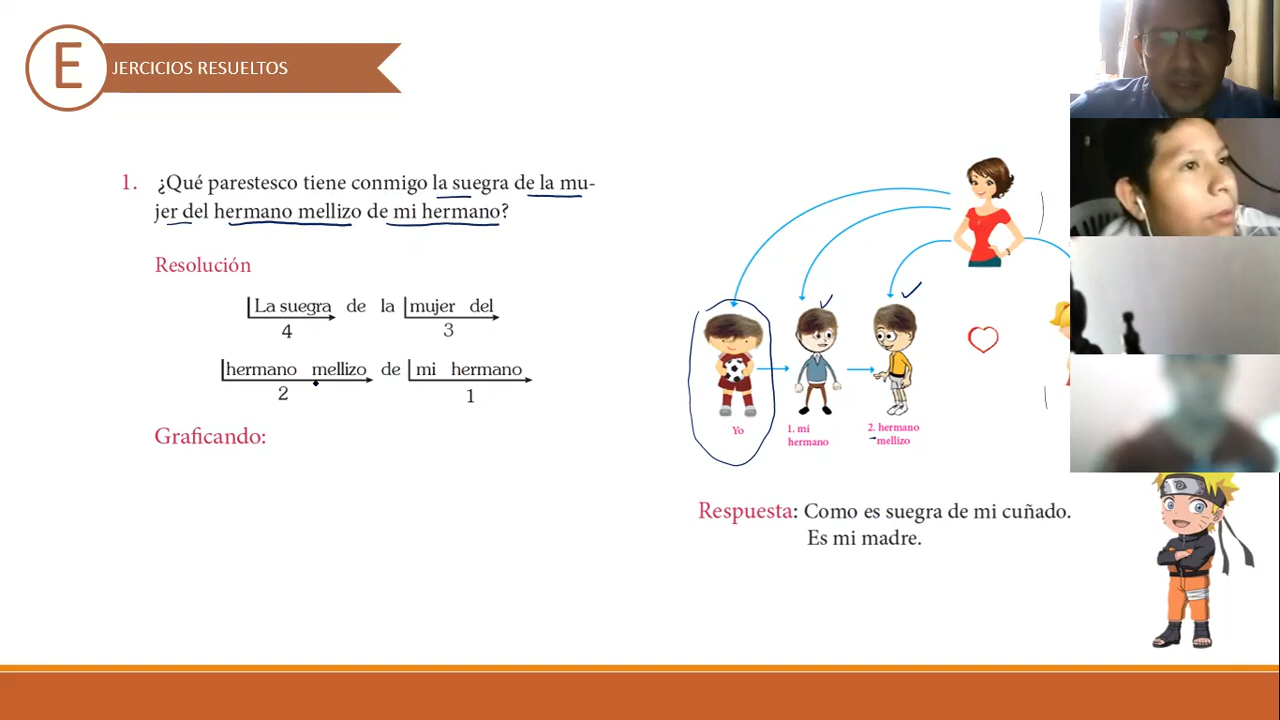 E
JERCICIOS RESUELTOS
1. ¿Qué parestesco tiene conmigo la suegra de la mu-
jer del hermano mellizo de mi hermano?
Resolución
La suegra de la mujer del
4 3
hermano mellizo de mi hermano
2 1
Graficando:
Yo
1. mi
hermano
2. hermano
mellizo
Respuesta: Como es suegra de mi cuñado.
Es mi madre.